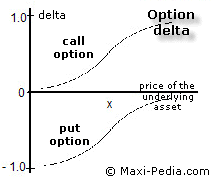 1.0
delta
Option
delta
call
option
price of the
underlying
asset
0
x
put
option
- 1.0
© Maxi-Pedia.com